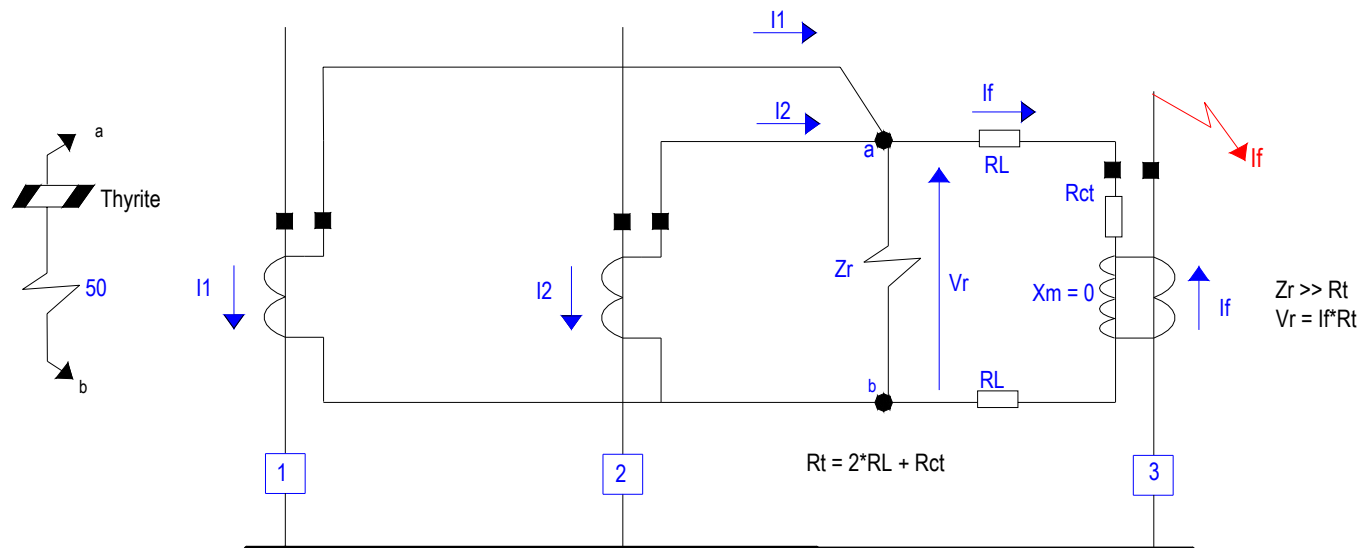 I1
I1
I2
If
If
a
Thyrite
50
b
I1
I2
a
b
Zr
Vr
RL
Rct
Xm = 0
If
RL
Zr >> Rt
Vr = If*Rt
Rt = 2*RL + Rct
1
2
3